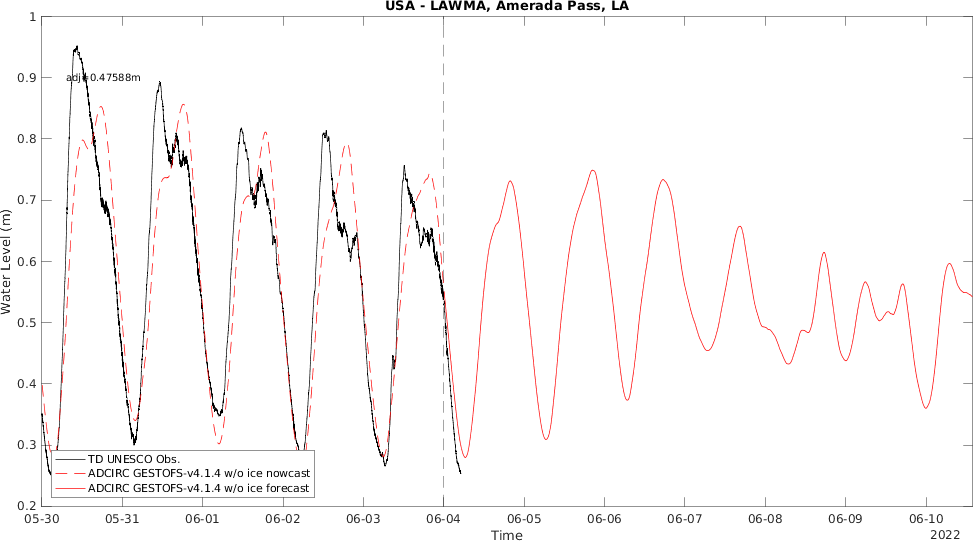 USA - LAWMA, Amerada Pass, LA
1
0.9
0.8
0.7
0.6
0.5
0.4
0.3
0.2
Water Level (m)
adj=0.47588m
TD UNESCO Obs.
ADCIRC GESTOFS-v4.1.4 w/o ice nowcast
ADCIRC GESTOFS-v4.1.4 w/o ice forecast
05-30 05-31 06-01 06-02 06-03 06-04 06-05 06-06 06-07 06-08 06-09 06-10
Time
2022